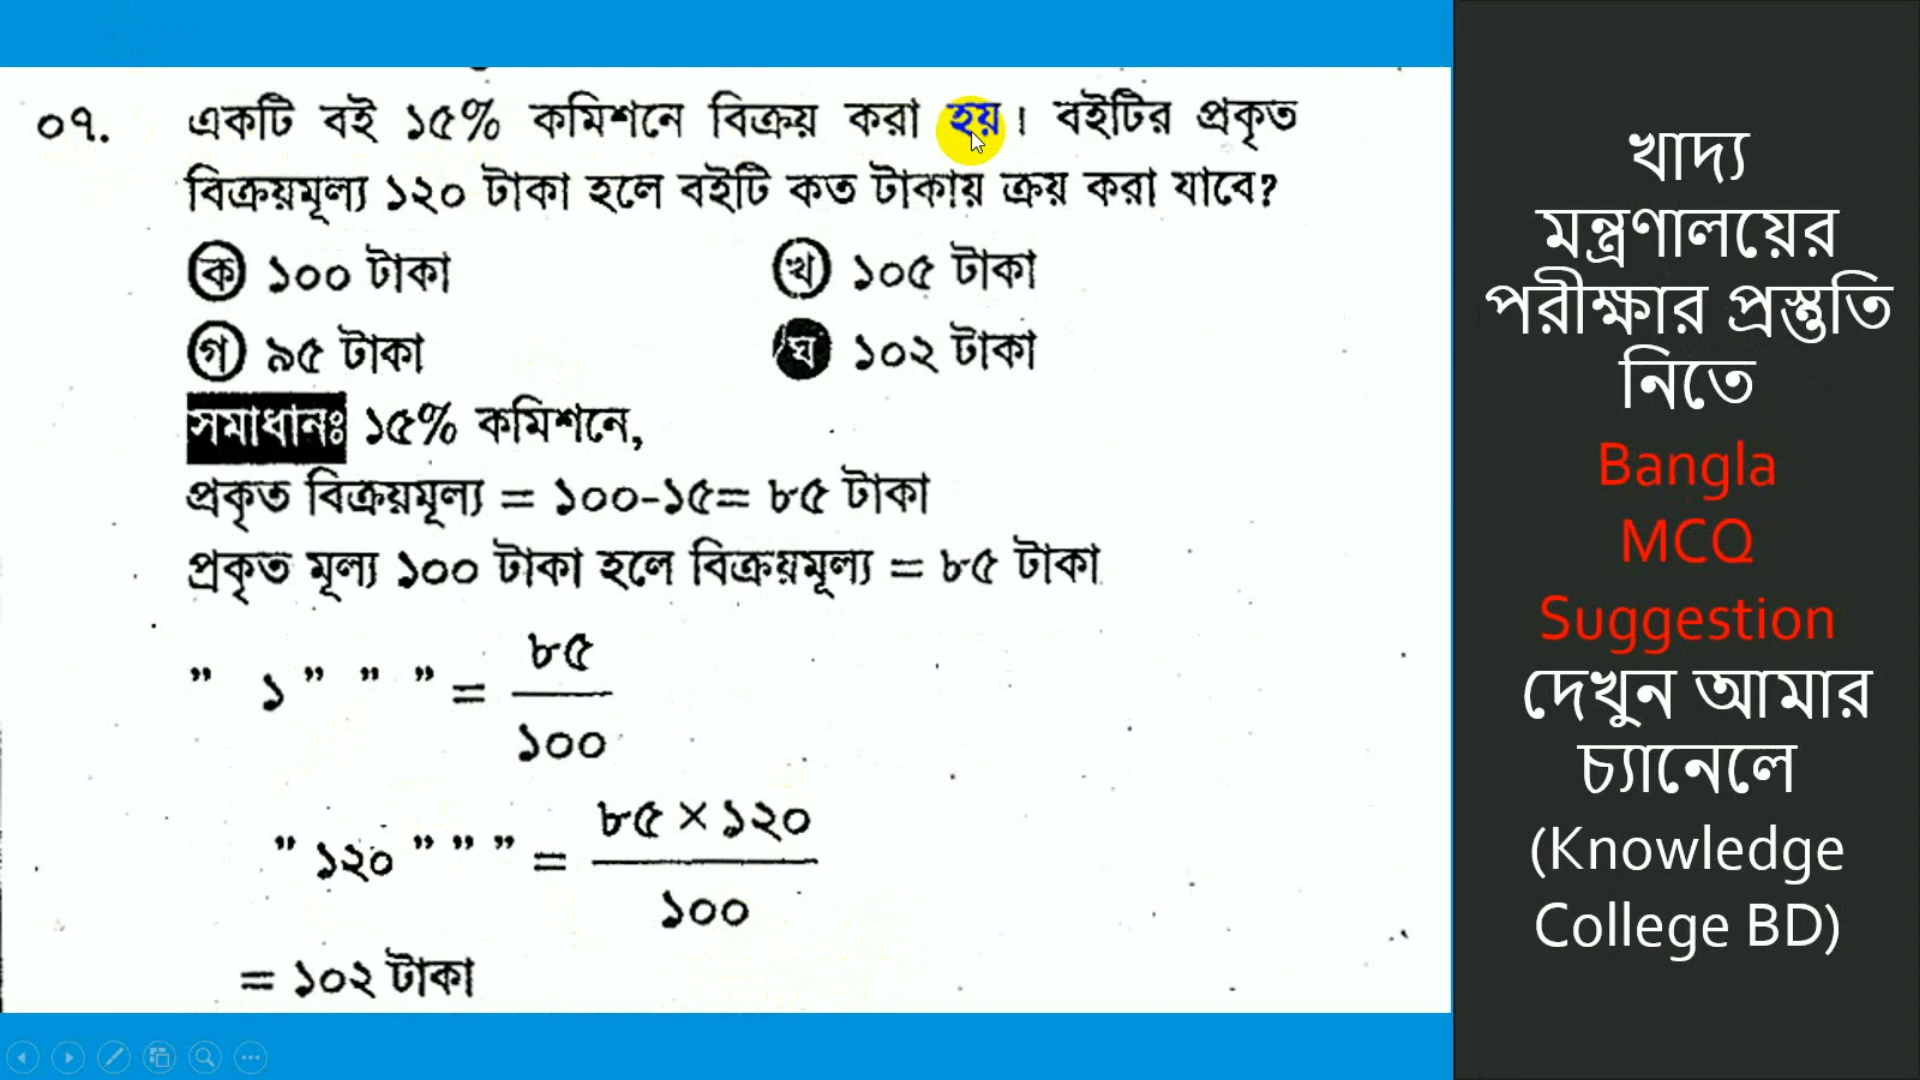 ০৭. একটি বই ১৫% কমিশনে বিক্রয় করা হয়। বইটির প্রকৃত
বিক্রয়মূল্য ১২০ টাকা হলে বইটি কত টাকায় ক্রয় করা যাবে?
ক ১০০ টাকা খ ১০৫ টাকা
গ ৯৫ টাকা ঘ ১০২ টাকা
সমাধানঃ ১৫% কমিশনে,
প্রকৃত বিক্রয়মূল্য = ১০০-১৫= ৮৫ টাকা
প্রকৃত মূল্য ১০০ টাকা হলে বিক্রয়মূল্য = ৮৫ টাকা
” ১ ” ” ” = ৮৫
১০০
” ১২০ ” ” ” = ৮৫ × ১২০
১০০
= ১০২ টাকা
খাদ্য
মন্ত্রণালয়ের
পরীক্ষার প্রস্তুতি
নিতে
Bangla
MCQ
Suggestion
দেখুন আমার
চ্যানেলে
(Knowledge
College BD)